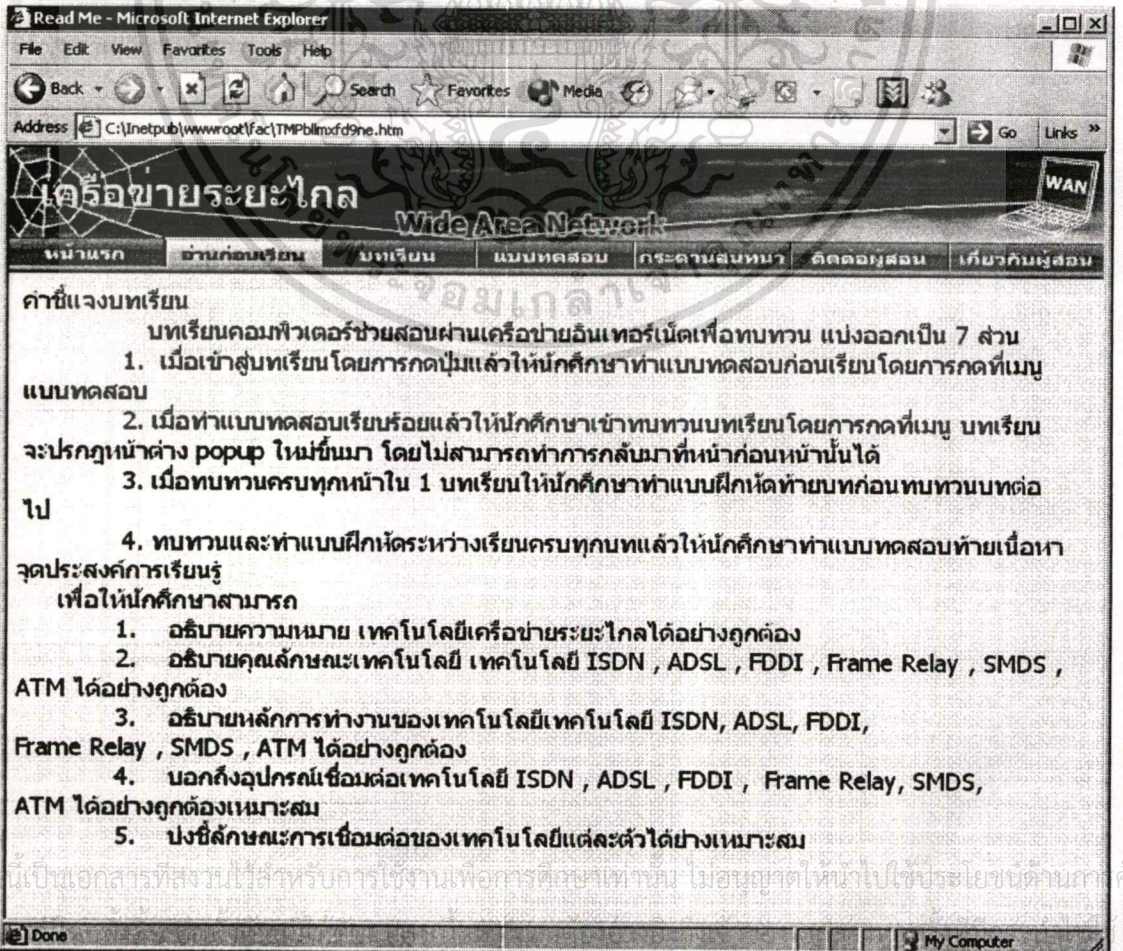 Read Me - Microsoft Internet Explorer
File Edit View Favorites Tools Help
Back Search Favorites Media
Address C:\Inetpub\wwwroot\fac\TMPbllmxfd9ne.htm Go Links »
เครือข่ายระยะไกล
Wide Area Network
WAN
หน้าแรก อ่านก่อนเรียน บทเรียน แบบทดสอบ กระดานสนทนา ติดต่อผู้สอน เกี่ยวกับผู้สอน
คำชี้แจงบทเรียน
บทเรียนคอมพิวเตอร์ช่วยสอนผ่านเครือข่ายอินเทอร์เน็ตเพื่อทบทวน แบ่งออกเป็น 7 ส่วน
1. เมื่อเข้าสู่บทเรียนโดยการกดปุ่มแล้วให้นักศึกษาทำแบบทดสอบก่อนเรียนโดยการกดที่เมนู
แบบทดสอบ
2. เมื่อทำแบบทดสอบเรียบร้อยแล้วให้นักศึกษาเข้าทบทวนบทเรียนโดยการกดที่เมนู บทเรียน
จะปรกฎหน้าต่าง popup ใหม่ขึ้นมา โดยไม่สามารถทำการกลับมาที่หน้าก่อนหน้านั้นได้
3. เมื่อทบทวนครบทุกหน้าใน 1 บทเรียนให้นักศึกษาทำแบบฝึกหัดท้ายบทก่อนทบทวนบทต่อ
ไป
4. ทบทวนและทำแบบฝึกหัดระหว่างเรียนครบทุกบทแล้วให้นักศึกษาทำแบบทดสอบท้ายเนื้อหา
จุดประสงค์การเรียนรู้
เพื่อให้นักศึกษาสามารถ
1. อธิบายความหมาย เทคโนโลยีเครือข่ายระยะไกลได้อย่างถูกต้อง
2. อธิบายคุณลักษณะเทคโนโลยี เทคโนโลยี ISDN , ADSL , FDDI , Frame Relay , SMDS ,
ATM ได้อย่างถูกต้อง
3. อธิบายหลักการทำงานของเทคโนโลยีเทคโนโลยี ISDN, ADSL, FDDI,
Frame Relay , SMDS , ATM ได้อย่างถูกต้อง
4. บอกถึงอุปกรณ์เชื่อมต่อเทคโนโลยี ISDN , ADSL , FDDI , Frame Relay, SMDS,
ATM ได้อย่างถูกต้องเหมาะสม
5. บ่งชี้ลักษณะการเชื่อมต่อของเทคโนโลยีแต่ละตัวได้ย่างเหมาะสม
นี้เป็นเอกสารที่สงวนไว้สำหรับการใช้งานเพื่อการศึกษาเท่านั้น ไม่อนุญาตให้นำไปใช้ประโยชน์ด้านการค้
Done My Computer